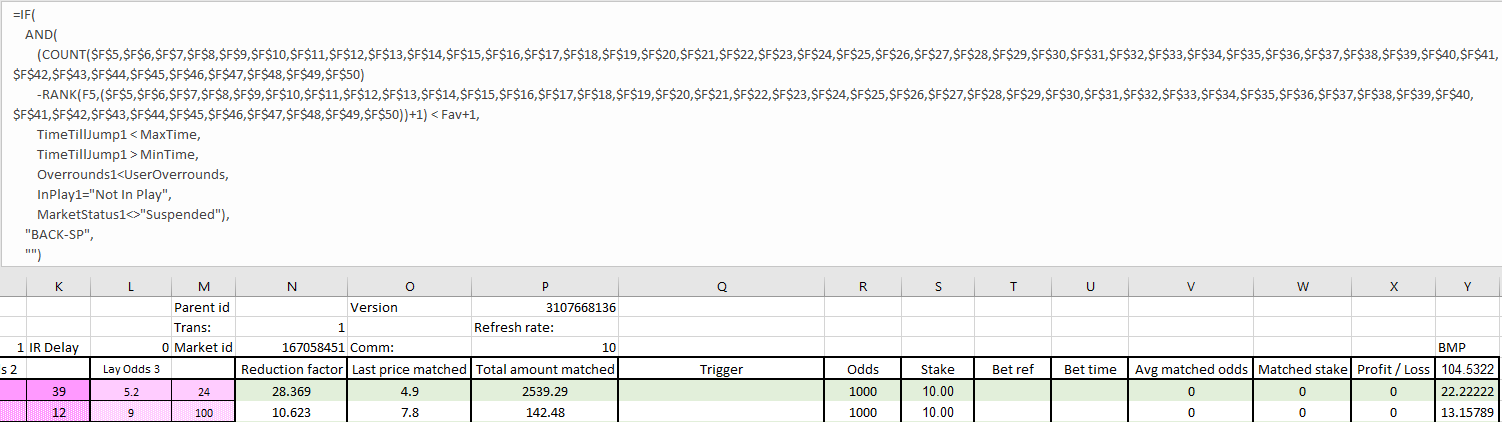 =IF(
AND(
(COUNT($F$5,$F$6,$F$7,$F$8,$F$9,$F$10,$F$11,$F$12,$F$13,$F$14,$F$15,$F$16,$F$17,$F$18,$F$19,$F$20,$F$21,$F$22,$F$23,$F$24,$F$25,$F$26,$F$27,$F$28,$F$29,$F$30,$F$31,$F$32,$F$33,$F$34,$F$35,$F$36,$F$37,$F$38,$F$39,$F$40,$F$41,
$F$42,$F$43,$F$44,$F$45,$F$46,$F$47,$F$48,$F$49,$F$50)
-RANK(F5,($F$5,$F$6,$F$7,$F$8,$F$9,$F$10,$F$11,$F$12,$F$13,$F$14,$F$15,$F$16,$F$17,$F$18,$F$19,$F$20,$F$21,$F$22,$F$23,$F$24,$F$25,$F$26,$F$27,$F$28,$F$29,$F$30,$F$31,$F$32,$F$33,$F$34,$F$35,$F$36,$F$37,$F$38,$F$39,$F$40,
$F$41,$F$42,$F$43,$F$44,$F$45,$F$46,$F$47,$F$48,$F$49,$F$50))+1) < Fav+1,
TimeTillJump1 < MaxTime,
TimeTillJump1 > MinTime,
Overrounds1<UserOverrounds,
InPlay1="Not In Play",
MarketStatus1<>"Suspended"),
"BACK-SP",
"")
K L M N O P Q R S T U V W X Y
Parent id Version 3107668136
Trans: 1 Refresh rate:
1 IR Delay 0 Market id 167058451 Comm: 10 BMP
s 2 Lay Odds 3 Reduction factor Last price matched Total amount matched Trigger Odds Stake Bet ref Bet time Avg matched odds Matched stake Profit / Loss 104.5322
39 5.2 24 28.369 4.9 2539.29 1000 10.00 0 0 0 22.22222
12 9 100 10.623 7.8 142.48 1000 10.00 0 0 0 13.15789